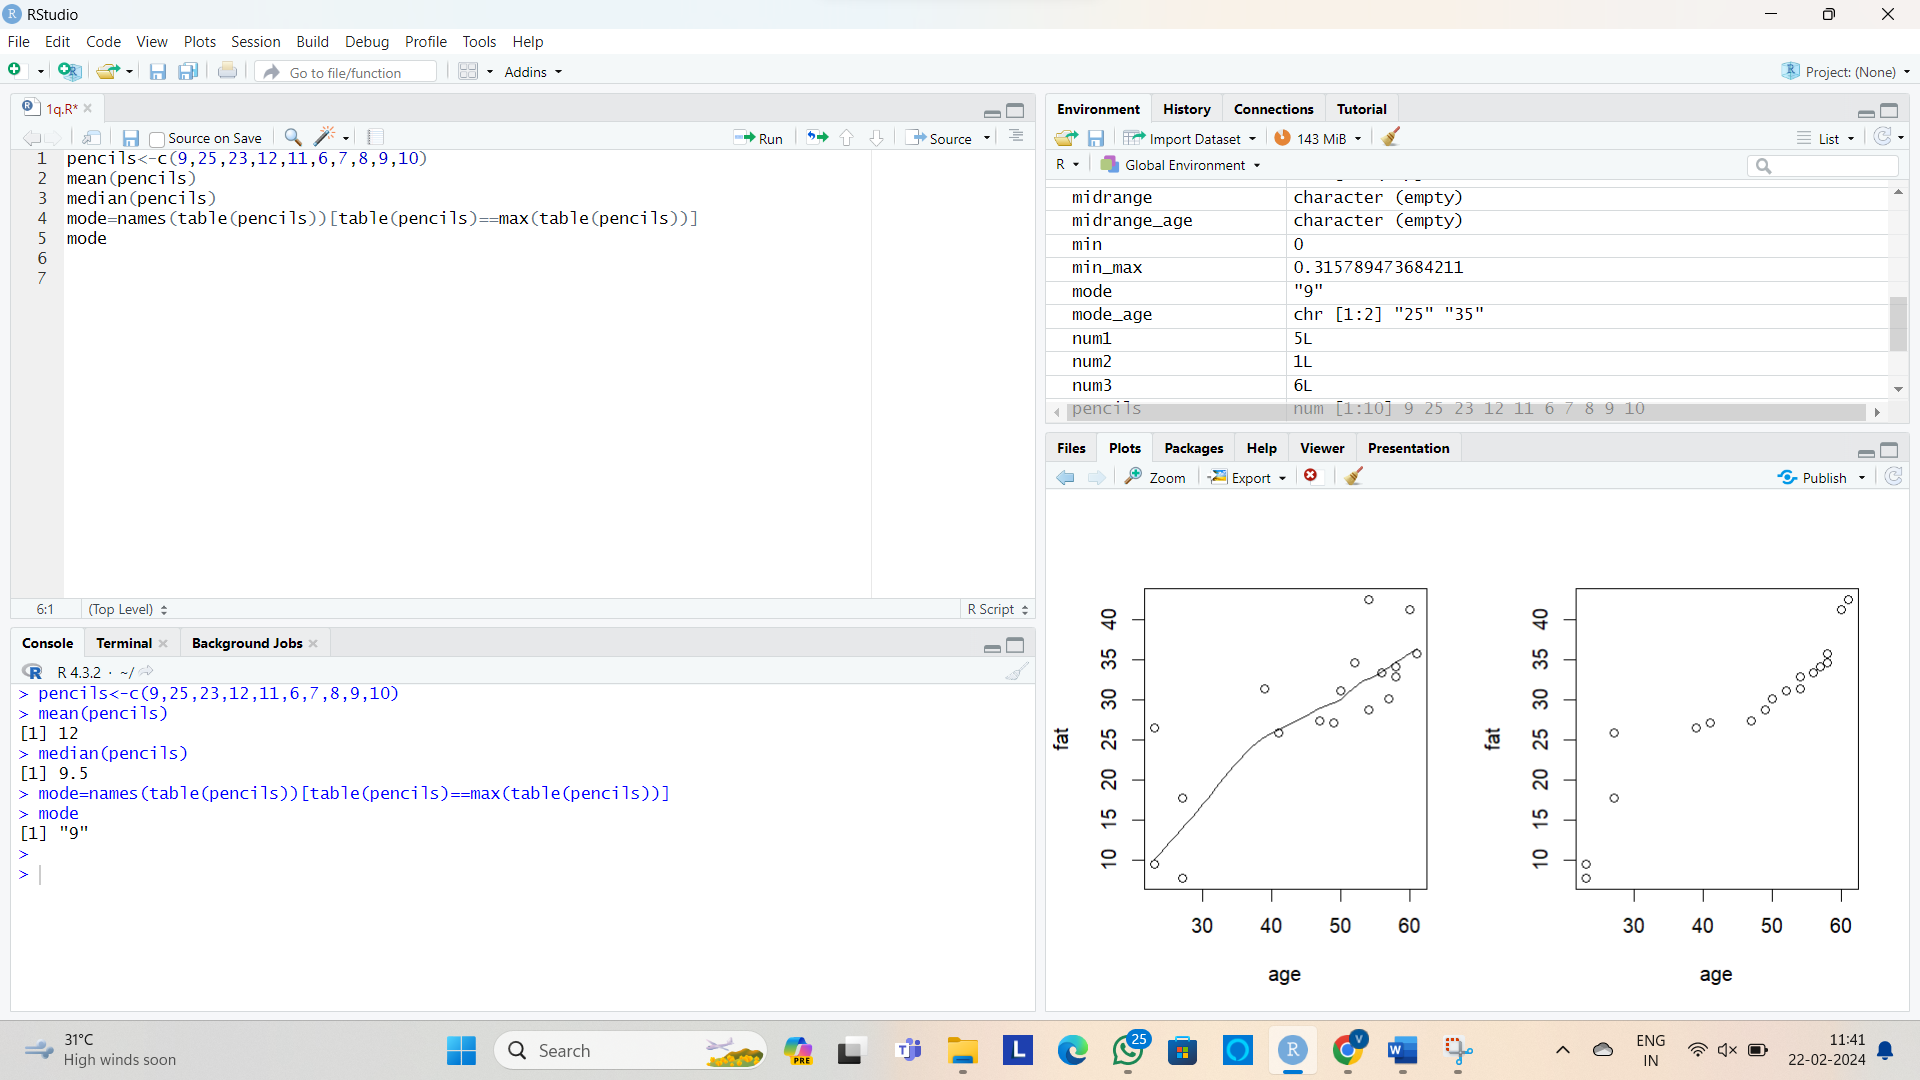 RStudio
File Edit Code View Plots Session Build Debug Profile Tools Help
Go to file/function
Addins
Project: (None)
1q.R*
Source on Save
Run
Source
1 pencils<-c(9,25,23,12,11,6,7,8,9,10)
2 mean(pencils)
3 median(pencils)
4 mode=names(table(pencils))[table(pencils)==max(table(pencils))]
5 mode
6
7
6:1 (Top Level) R Script
Console Terminal Background Jobs
R 4.3.2 · ~/
> pencils<-c(9,25,23,12,11,6,7,8,9,10)
> mean(pencils)
[1] 12
> median(pencils)
[1] 9.5
> mode=names(table(pencils))[table(pencils)==max(table(pencils))]
> mode
[1] "9"
>
>
Environment History Connections Tutorial
Import Dataset 143 MiB List
R Global Environment
midrange character (empty)
midrange_age character (empty)
min 0
min_max 0.315789473684211
mode "9"
mode_age chr [1:2] "25" "35"
num1 5L
num2 1L
num3 6L
pencils num [1:10] 9 25 23 12 11 6 7 8 9 10
Files Plots Packages Help Viewer Presentation
Zoom Export Publish
fat
40
35
30
25
20
15
10
30 40 50 60
age
fat
40
35
30
25
20
15
10
30 40 50 60
age
31°C
High winds soon
Search
PRE
25
V
ENG
IN
11:41
22-02-2024